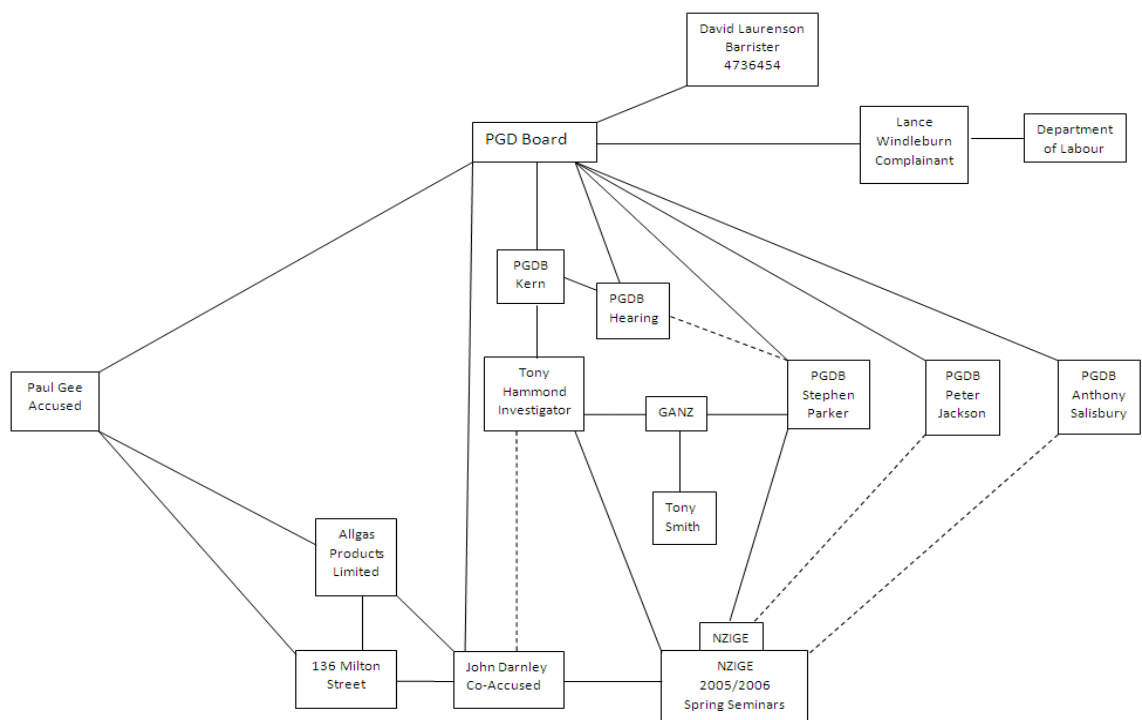 David Laurenson
Barrister
4736454
PGD Board
Lance
Windleburn
Complainant
Department
of Labour
PGDB
Kern
PGDB
Hearing
Paul Gee
Accused
Tony
Hammond
Investigator
GANZ
PGDB
Stephen
Parker
PGDB
Peter
Jackson
PGDB
Anthony
Salisbury
Tony
Smith
Allgas
Products
Limited
NZIGE
136 Milton
Street
John Darnley
Co-Accused
NZIGE
2005/2006
Spring Seminars